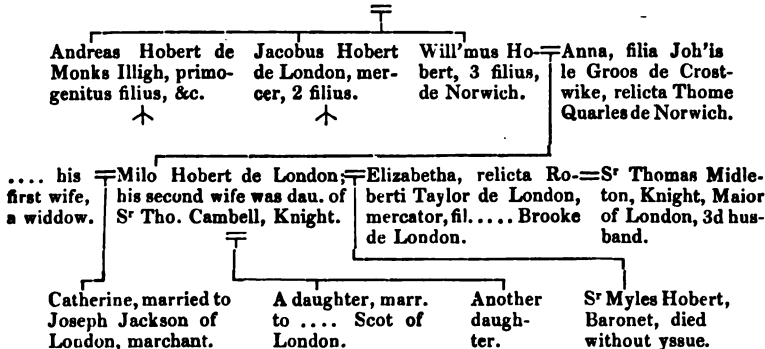 Andreas Hobert de
Monks Illigh, primo-
genitus filius, &c.
Jacobus Hobert
de London, mer-
cer, 2 filius.
Will'mus Ho-
bert, 3 filius,
de Norwich.
Anna, filia Joh'is
le Groos de Crost-
wike, relicta Thome
Quarles de Norwich.
.... his
first wife,
a widdow.
Milo Hobert de London;
his second wife was dau. of
Sr Tho. Cambell, Knight.
Elizabetha, relicta Ro-
berti Taylor de London,
mercator, fil..... Brooke
de London.
Sr Thomas Midle-
ton, Knight, Maior
of London, 3d hus-
band.
Catherine, married to
Joseph Jackson of
London, marchant.
A daughter, marr.
to .... Scot of
London.
Another
daugh-
ter.
Sr Myles Hobert,
Baronet, died
without yssue.